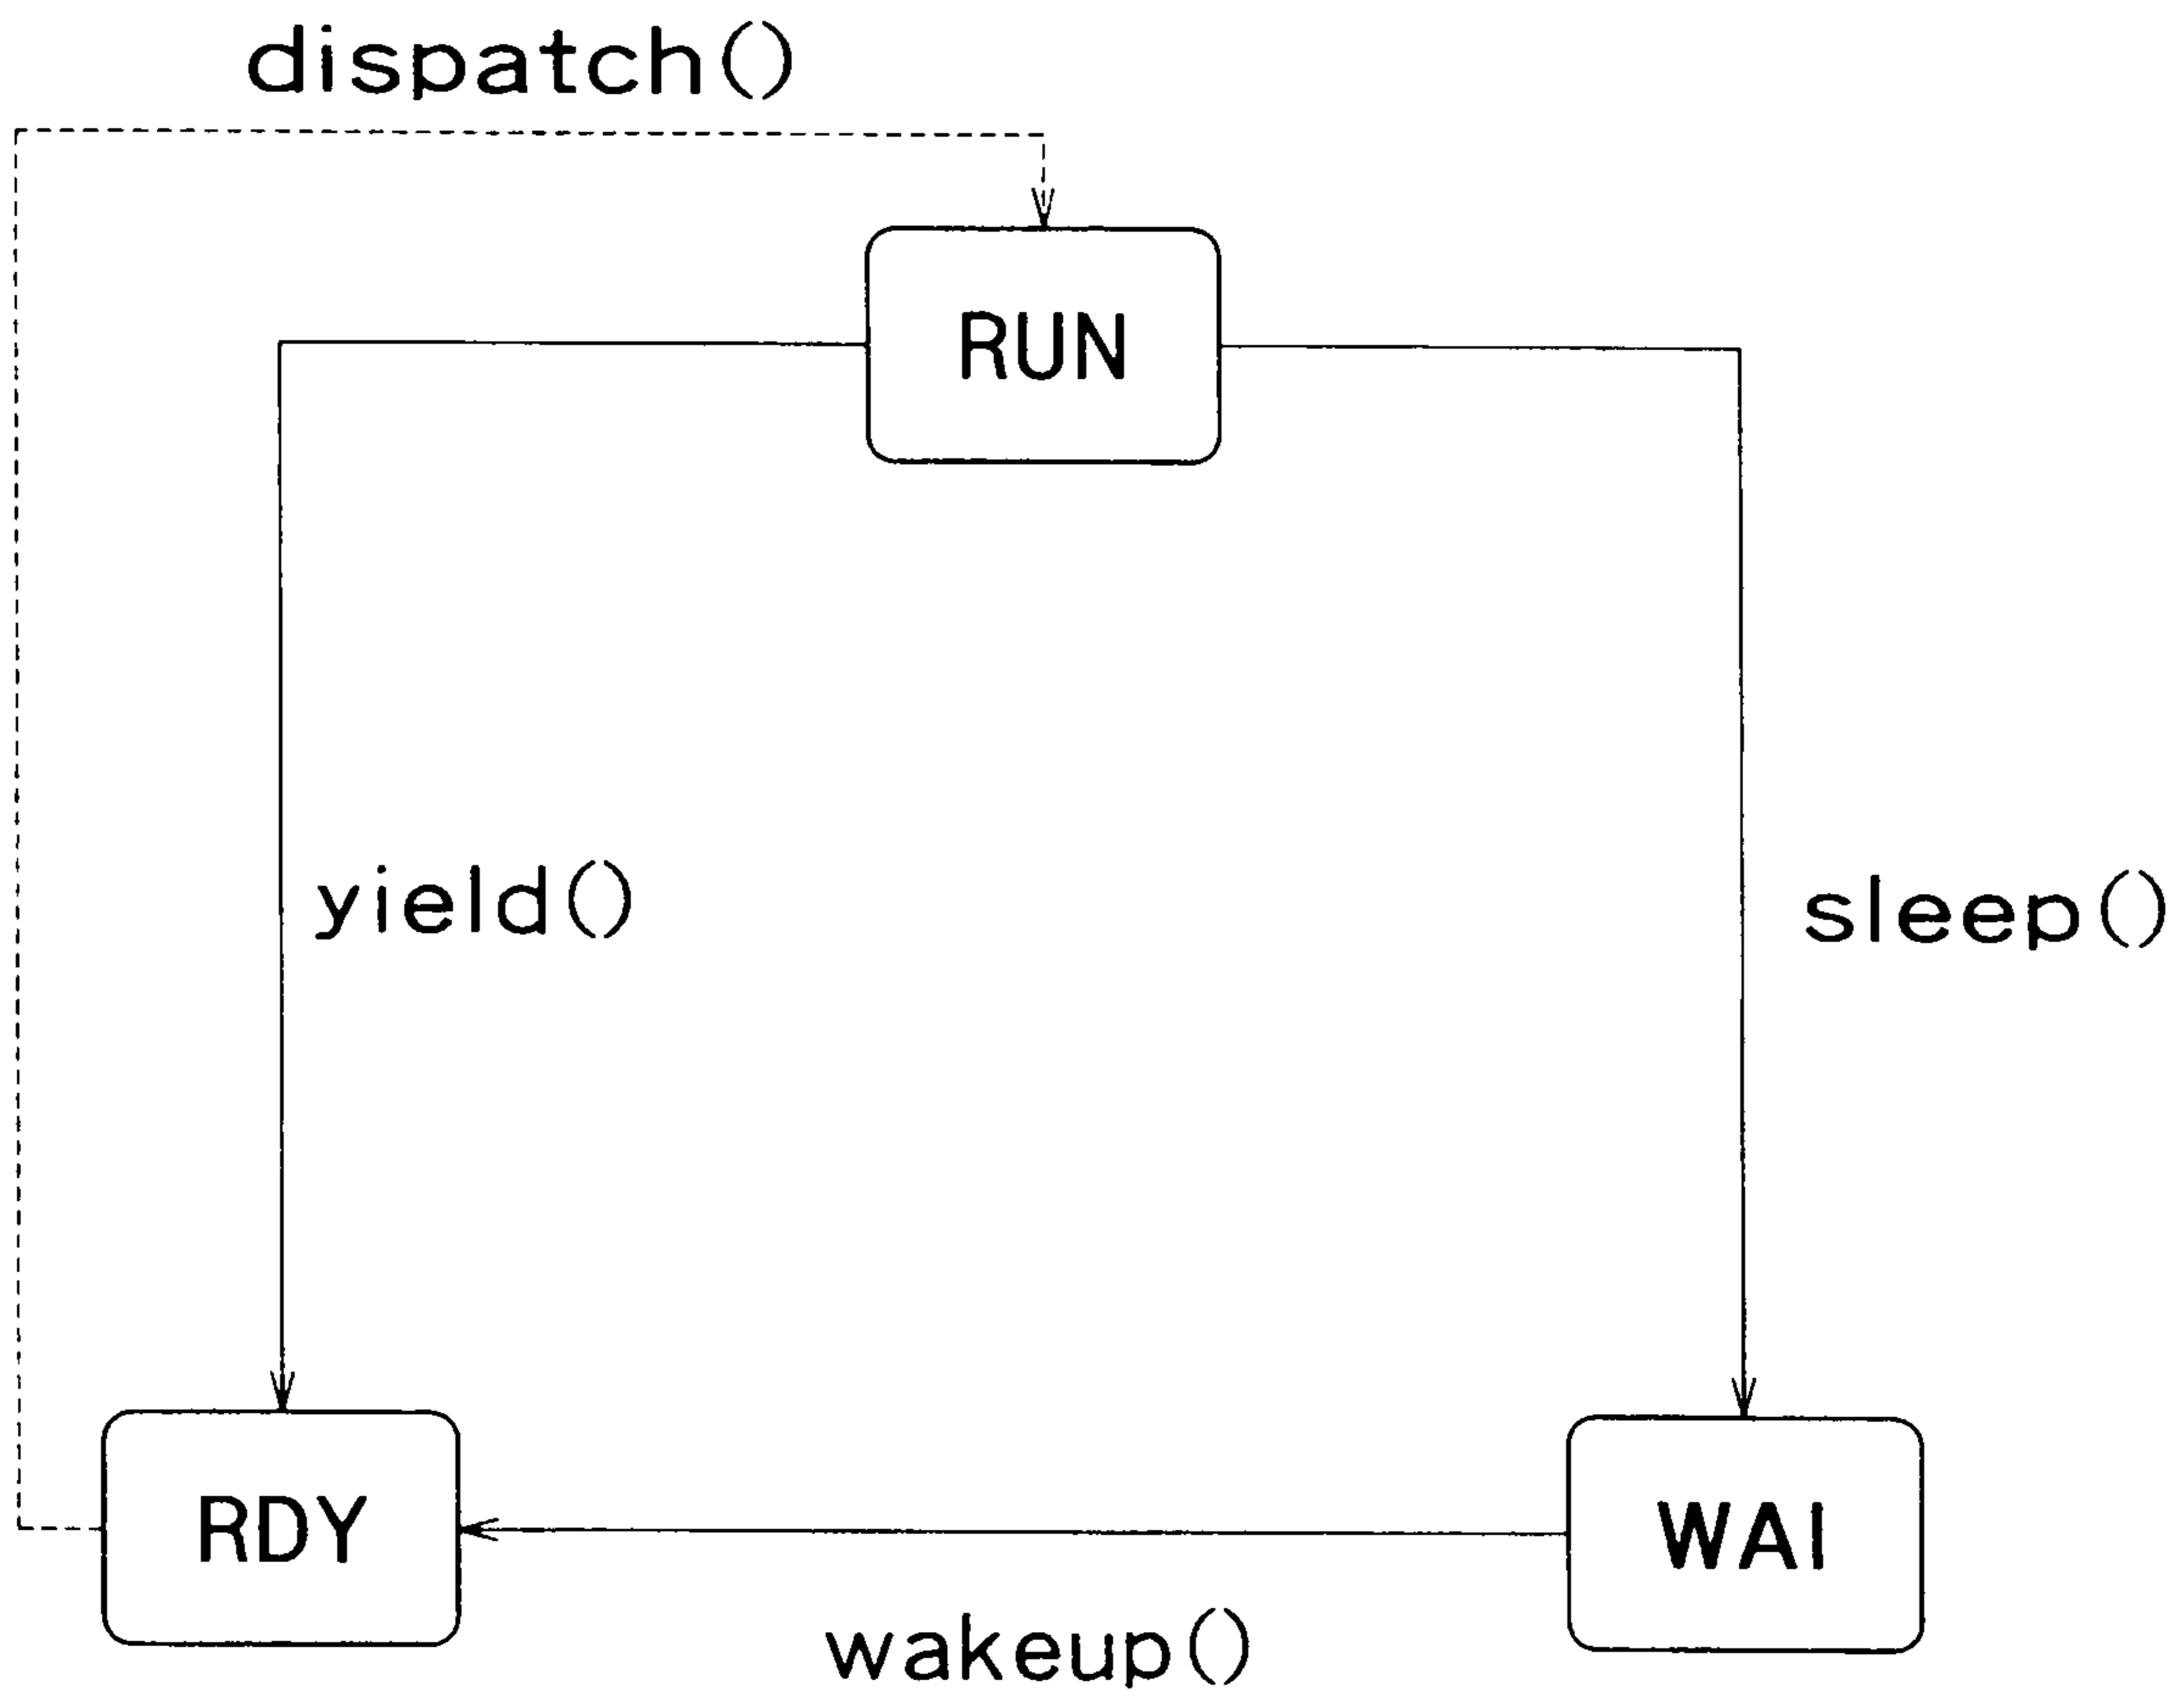 dispatch()
RUN
yield()
sleep()
RDY
WAI
wakeup()